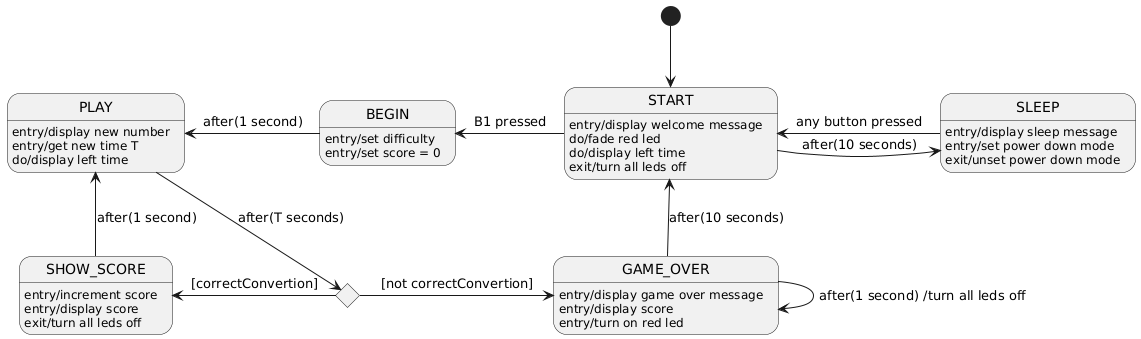 START
entry/display welcome message
do/fade red led
do/display left time
exit/turn all leds off
PLAY
entry/display new number
entry/get new time T
do/display left time
after(1 second)
BEGIN
entry/set difficulty
entry/set score = 0
B1 pressed
any button pressed
after(10 seconds)
SLEEP
entry/display sleep message
entry/set power down mode
exit/unset power down mode
after(1 second)
after(T seconds)
after(10 seconds)
SHOW_SCORE
entry/increment score
entry/display score
exit/turn all leds off
[correctConvertion]
[not correctConvertion]
GAME_OVER
entry/display game over message
entry/display score
entry/turn on red led
after(1 second) /turn all leds off